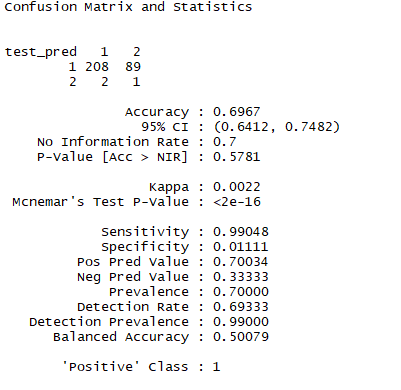 Confusion Matrix and Statistics
test_pred 1 2
1 208 89
2 2 1
Accuracy : 0.6967
95% CI : (0.6412, 0.7482)
No Information Rate : 0.7
P-Value [Acc > NIR] : 0.5781
Kappa : 0.0022
Mcnemar's Test P-Value : <2e-16
Sensitivity : 0.99048
Specificity : 0.01111
Pos Pred Value : 0.70034
Neg Pred Value : 0.33333
Prevalence : 0.70000
Detection Rate : 0.69333
Detection Prevalence : 0.99000
Balanced Accuracy : 0.50079
'Positive' Class : 1